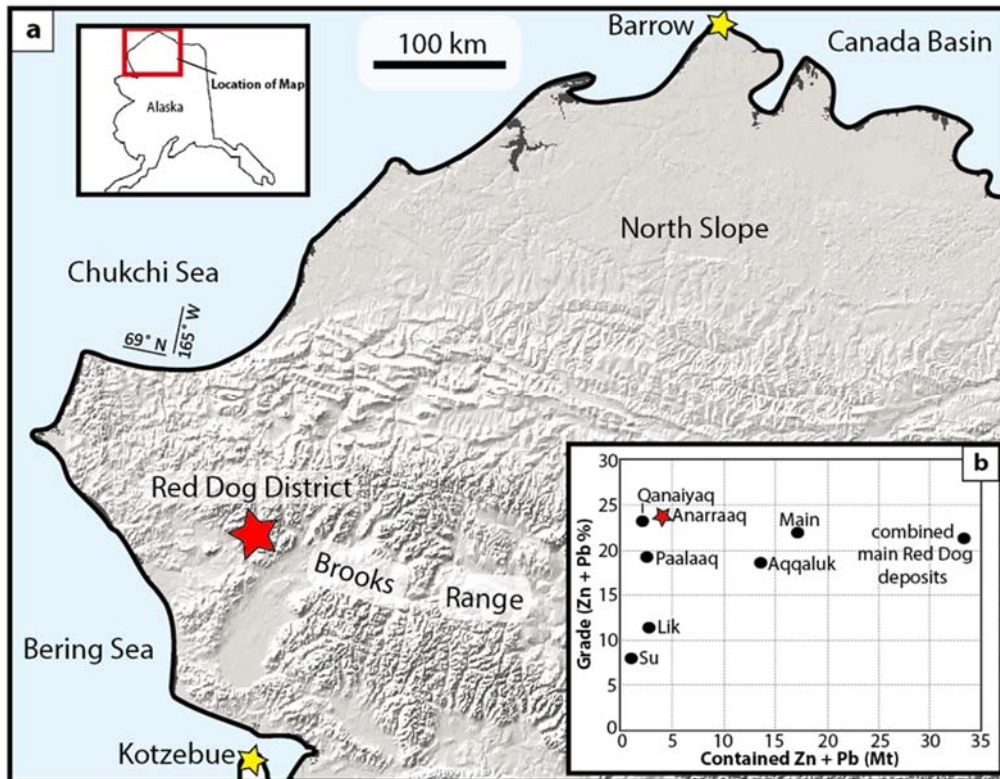 a
Alaska
Location of Map
100 km
Barrow
Canada Basin
North Slope
Chukchi Sea
69° N
165° W
Red Dog District
Brooks
Range
Bering Sea
Kotzebue
b
Grade (Zn + Pb %)
30
25
20
15
10
5
0
Qanaiyaq
Anarraaq
Main
combined
main Red Dog
deposits
Paalaaq
Aqqaluk
Lik
Su
0 5 10 15 20 25 30 35
Contained Zn + Pb (Mt)